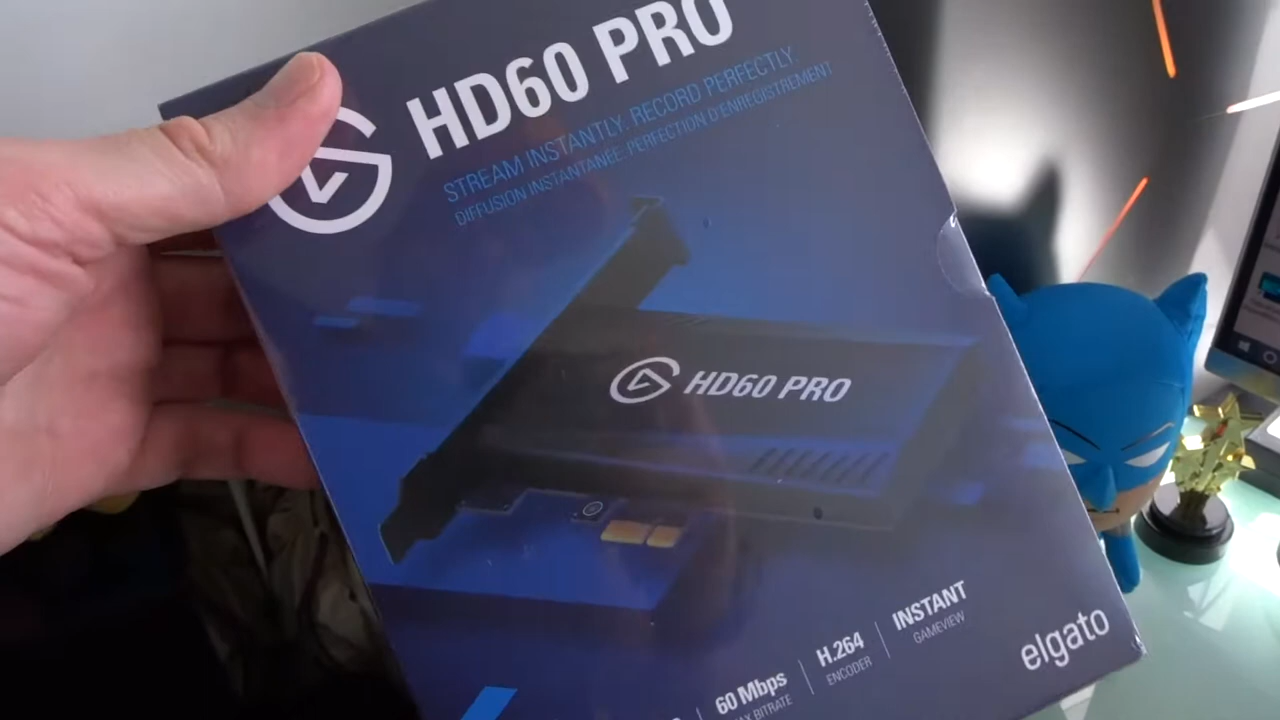 HD60 PRO
STREAM INSTANTLY. RECORD PERFECTLY.
DIFFUSION INSTANTANÉE. PERFECTION D'ENREGISTREMENT
HD60 PRO
60 Mbps
MAX BITRATE
H.264
ENCODER
INSTANT
GAMEVIEW
elgato